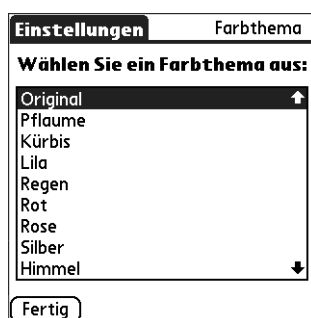 Einstellungen Farbthema
Wählen Sie ein Farbthema aus:
Original
Pflaume
Kürbis
Lila
Regen
Rot
Rose
Silber
Himmel
Fertig